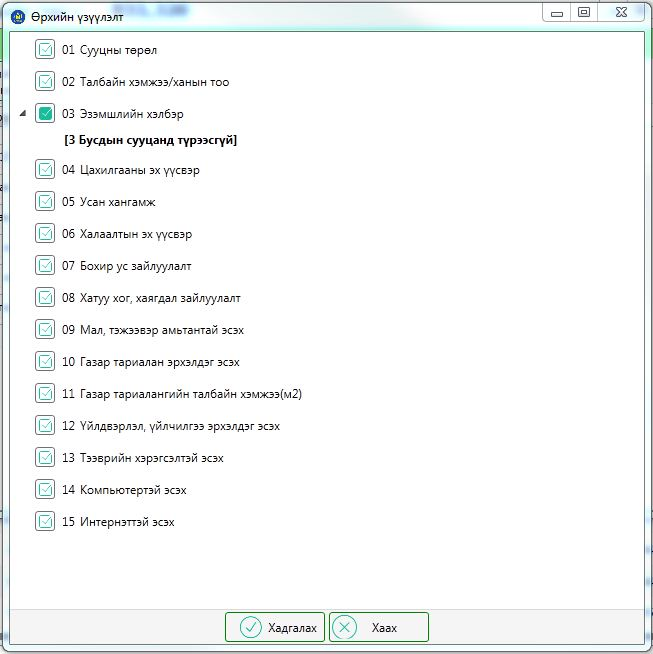 Өрхийн үзүүлэлт
01 Сууцны төрөл
02 Талбайн хэмжээ/ханын тоо
03 Эзэмшлийн хэлбэр
[3 Бусдын сууцанд түрээсгүй]
04 Цахилгааны эх үүсвэр
05 Усан хангамж
06 Халаалтын эх үүсвэр
07 Бохир ус зайлуулалт
08 Хатуу хог, хаягдал зайлуулалт
09 Мал, тэжээвэр амьтантай эсэх
10 Газар тариалан эрхэлдэг эсэх
11 Газар тариалангийн талбайн хэмжээ(м2)
12 Үйлдвэрлэл, үйлчилгээ эрхэлдэг эсэх
13 Тээврийн хэрэгсэлтэй эсэх
14 Компьютертэй эсэх
15 Интернэттэй эсэх
Хадгалах Хаах